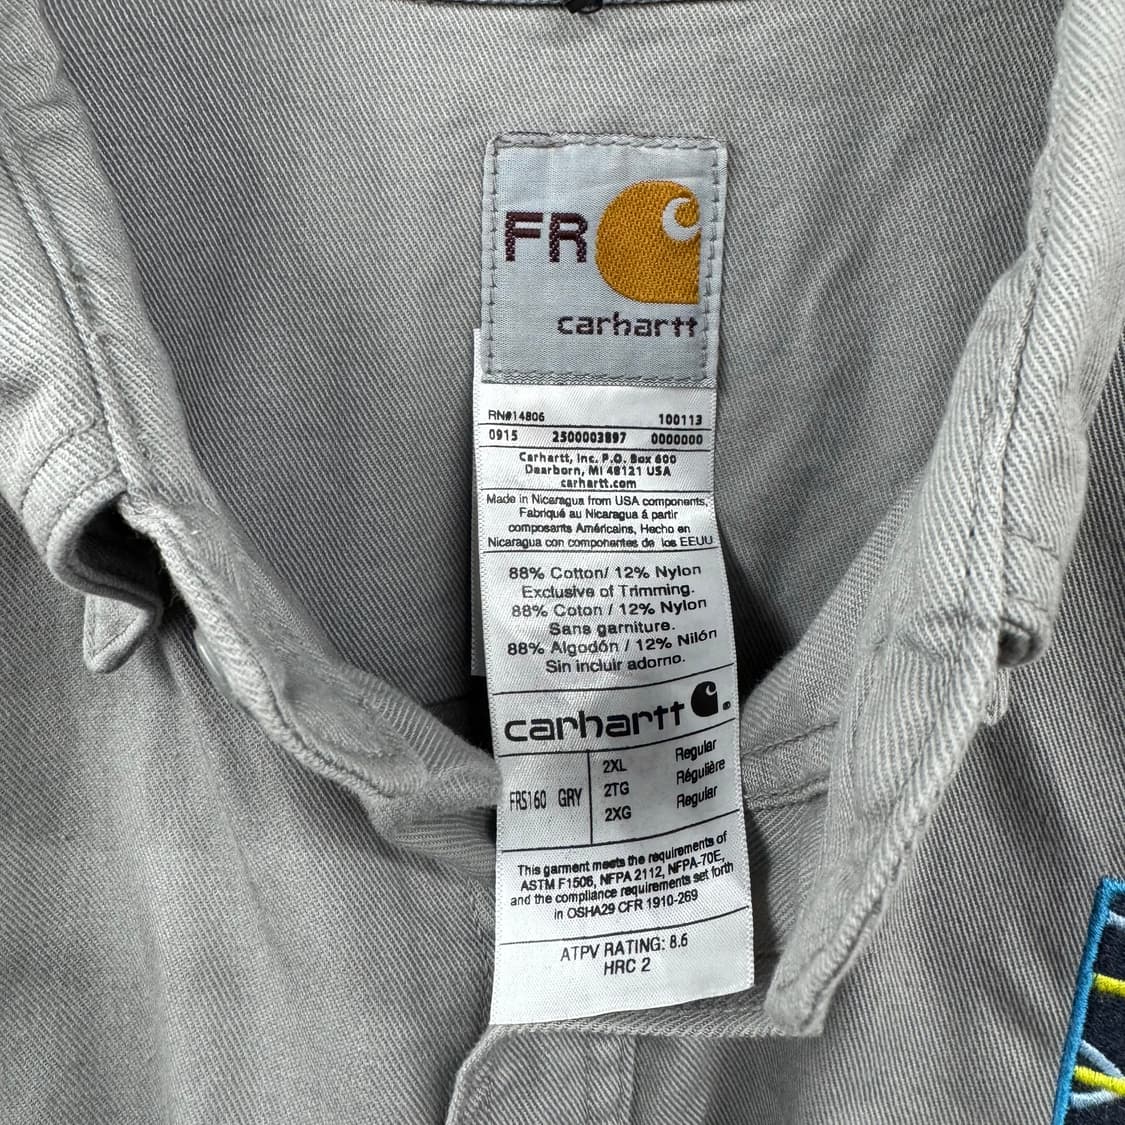 FR
carhartt
RN#14806 100113
0915 2500003897 0000000
Carhartt, Inc. P.O. Box 600
Dearborn, MI 48121 USA
carhartt.com
Made in Nicaragua from USA components,
Fabriqué au Nicaragua á partir
composants Américains, Hecho en
Nicaragua con componentes de los EEUU
88% Cotton/ 12% Nylon
Exclusive of Trimming.
88% Coton / 12% Nylon
Sans garniture.
88% Algodón / 12% Nilón
Sin incluir adorno.
carhartt ®
FRS160 GRY
2XL Regular
2TG Régulière
2XG Regular
This garment meets the requirements of
ASTM F1506, NFPA 2112, NFPA-70E,
and the compliance requirements set forth
in OSHA29 CFR 1910-269
ATPV RATING: 8.6
HRC 2